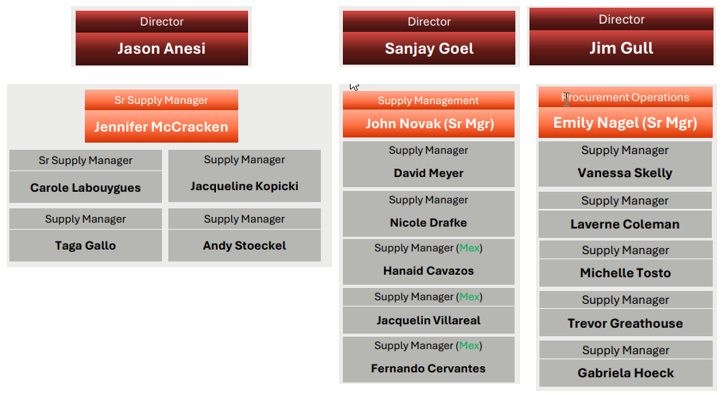 Director
Jason Anesi
Director
Sanjay Goel
Director
Jim Gull
Sr Supply Manager
Jennifer McCracken
Sr Supply Manager
Carole Labouygues
Supply Manager
Jacqueline Kopicki
Supply Manager
Taga Gallo
Supply Manager
Andy Stoeckel
Supply Management
John Novak (Sr Mgr)
Supply Manager
David Meyer
Supply Manager
Nicole Drafke
Supply Manager (Mex)
Hanaid Cavazos
Supply Manager (Mex)
Jacquelin Villareal
Supply Manager (Mex)
Fernando Cervantes
Procurement Operations
Emily Nagel (Sr Mgr)
Supply Manager
Vanessa Skelly
Supply Manager
Laverne Coleman
Supply Manager
Michelle Tosto
Supply Manager
Trevor Greathouse
Supply Manager
Gabriela Hoeck